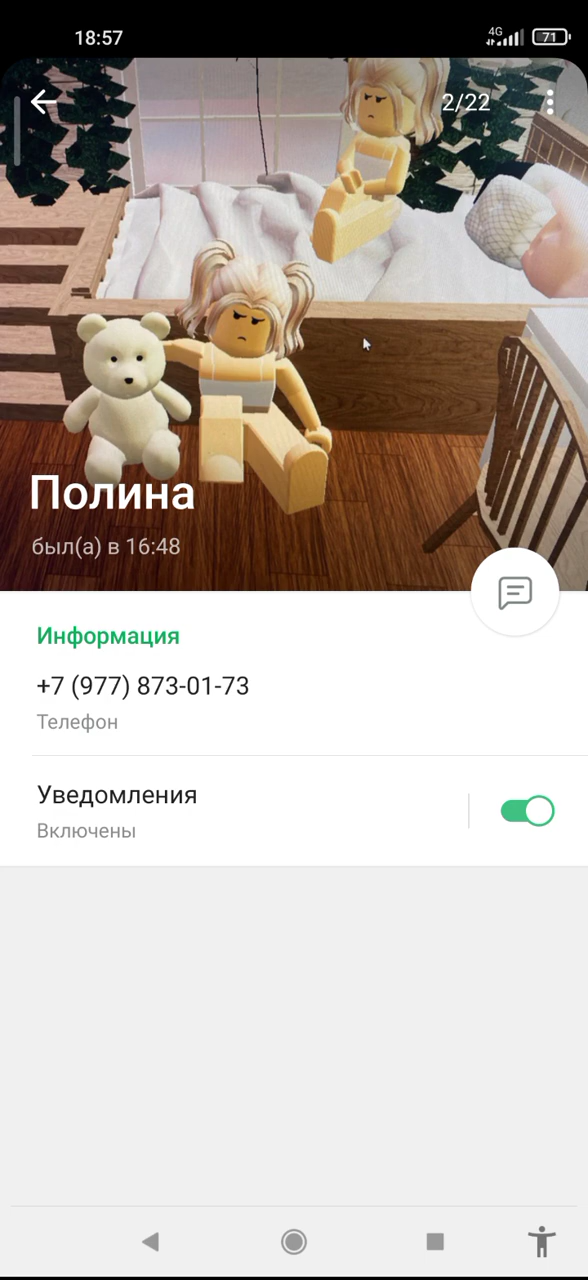 18:57
4G
71
2/22
Полина
был(а) в 16:48
Информация
+7 (977) 873-01-73
Телефон
Уведомления
Включены